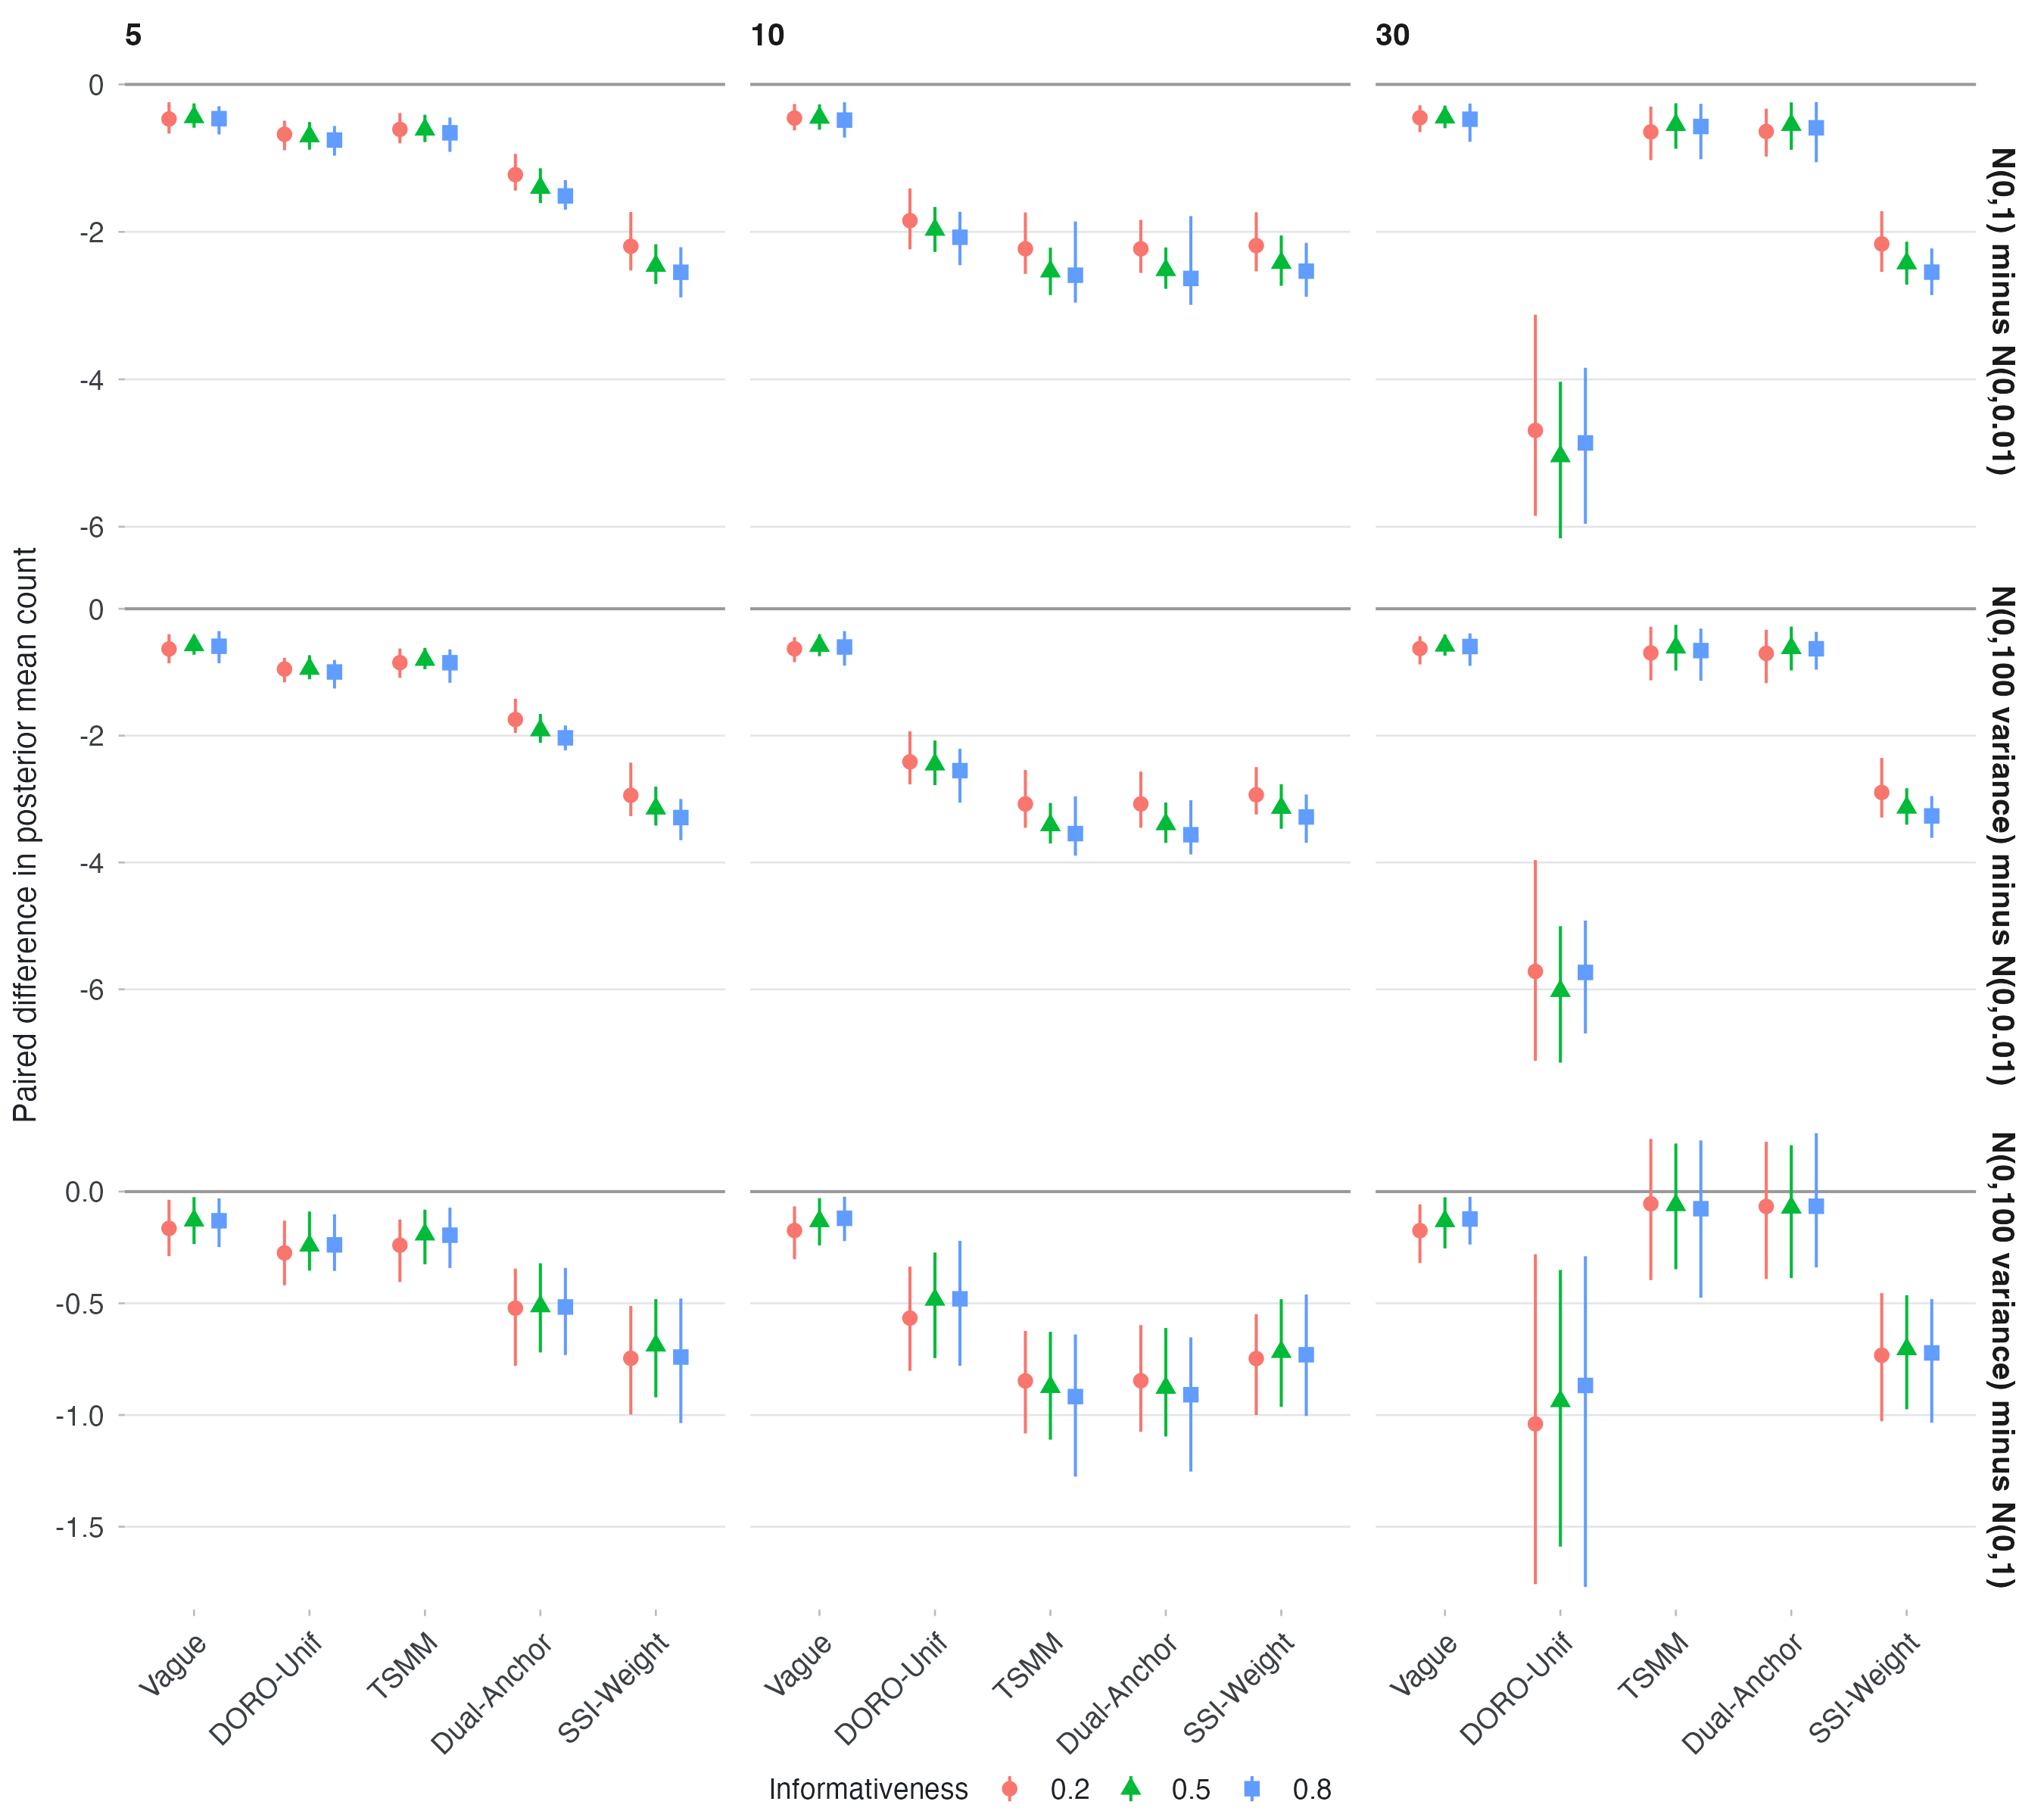 5 10 30
Paired difference in posterior mean count
0
-2
-4
-6
N(0,1) minus N(0,0.01)
0
-2
-4
-6
N(0,100 variance) minus N(0,0.01)
0.0
-0.5
-1.0
-1.5
N(0,100 variance) minus N(0,1)
Vague DORO-Unif TSMM Dual-Anchor SSI-Weight
Vague DORO-Unif TSMM Dual-Anchor SSI-Weight
Vague DORO-Unif TSMM Dual-Anchor SSI-Weight
Informativeness 0.2 0.5 0.8